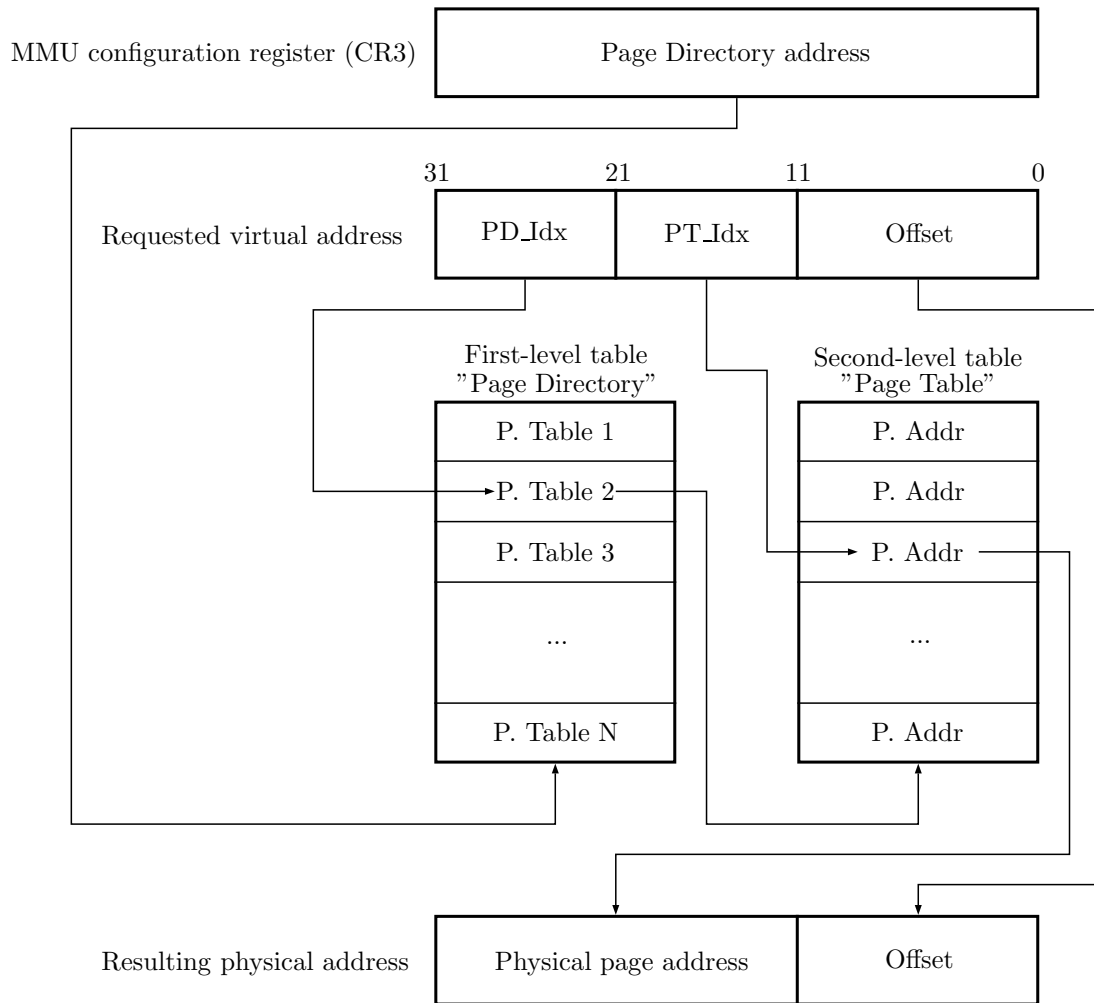 MMU configuration register (CR3)
Page Directory address
31 21 11 0
Requested virtual address
PD_Idx
PT_Idx
Offset
First-level table
"Page Directory"
Second-level table
"Page Table"
P. Table 1
P. Addr
P. Table 2
P. Addr
P. Table 3
P. Addr
...
...
P. Table N
P. Addr
Resulting physical address
Physical page address
Offset